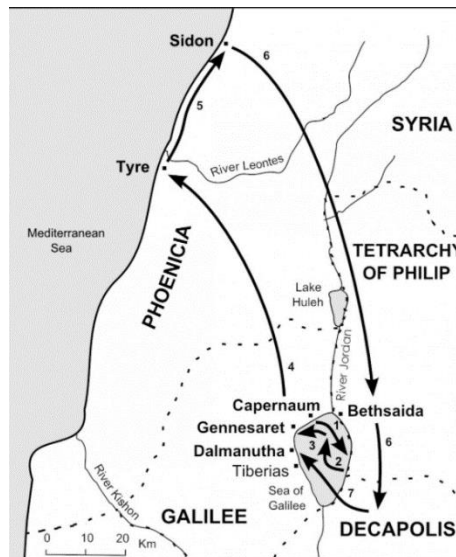 Sidon
6
5
SYRIA
River Leontes
Tyre
Mediterranean
Sea
PHOENICIA
TETRARCHY
OF PHILIP
Lake
Huleh
River Jordan
4
Capernaum
Bethsaida
1
Gennesaret
3
6
Dalmanutha
2
Tiberias
7
Sea of
Galilee
River Kishon
GALILEE
DECAPOLIS
0 10 20
Km